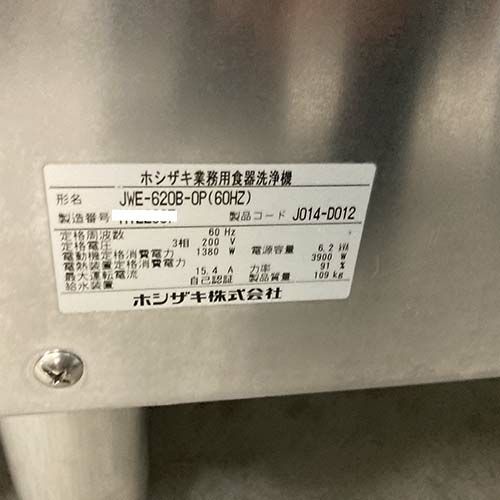 ホシザキ業務用食器洗浄機
形名 JWE-620B-OP(60HZ)
製造番号 製品コード J014-D012
定格周波数 60 Hz
定格電圧 3相 200 V
電動機定格消費電力 1380 W 電源容量 6.2 kVA
電熱装置定格消費電力 3900 W
最大運転電流 15.4 A 力率 91 %
給水装置 自己認証 製品質量 109 kg
ホシザキ株式会社